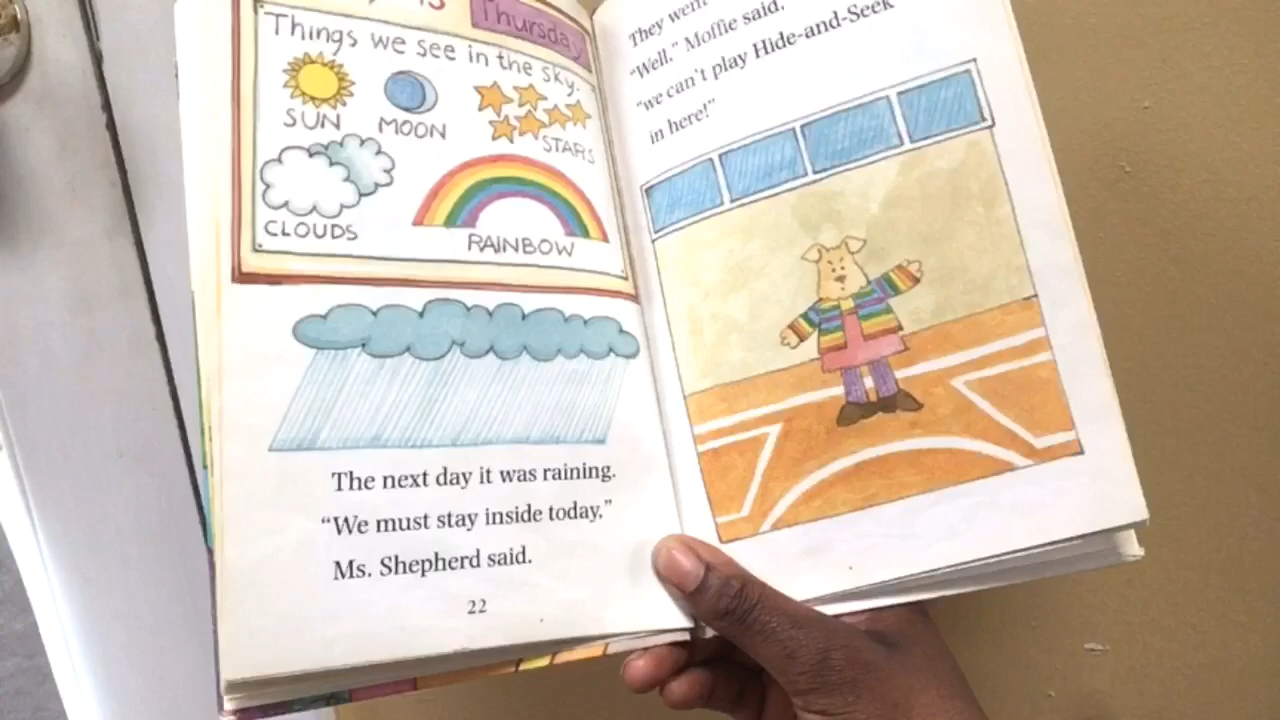 Thursday
Things we see in the sky.
SUN
MOON
STARS
CLOUDS
RAINBOW
The next day it was raining.
“We must stay inside today,”
Ms. Shepherd said.
22
They went
“Well.” Moffie said,
“we can't play Hide-and-Seek
in here!”